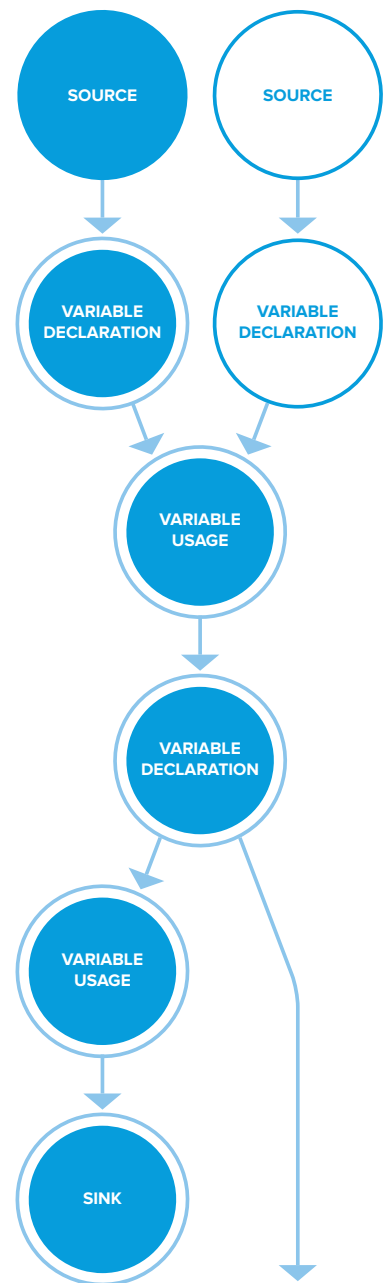 SOURCE
SOURCE
VARIABLE
DECLARATION
VARIABLE
DECLARATION
VARIABLE
USAGE
VARIABLE
DECLARATION
VARIABLE
USAGE
SINK